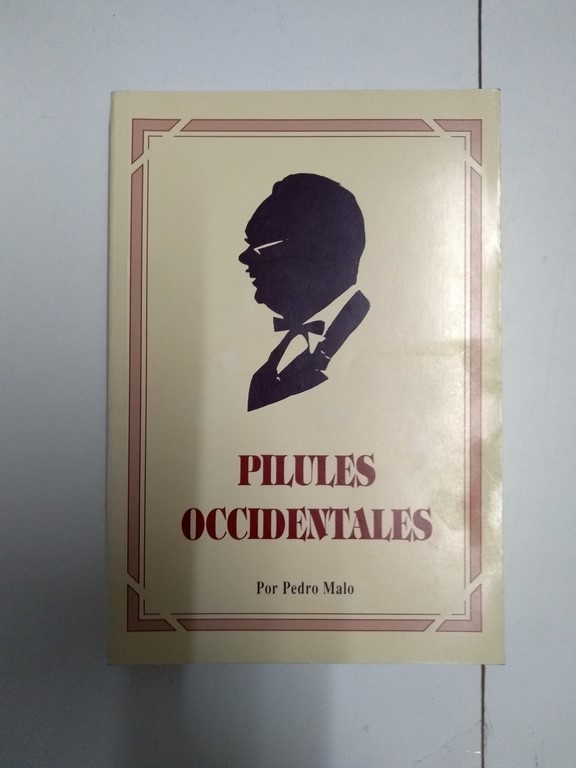 PILULES
OCCIDENTALES
Por Pedro Malo